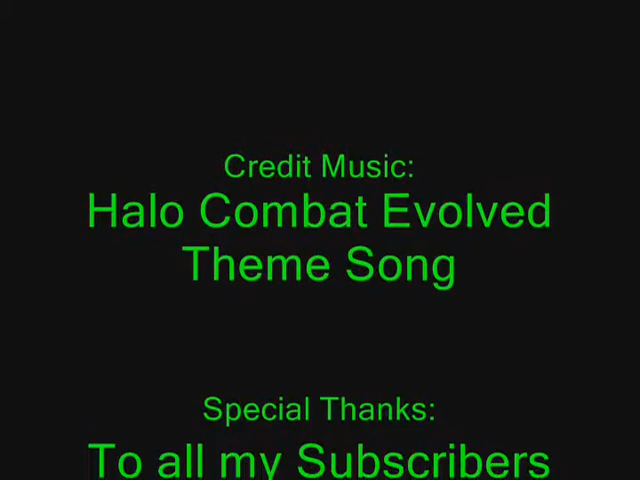 Credit Music:
Halo Combat Evolved
Theme Song
Special Thanks:
To all my Subscribers